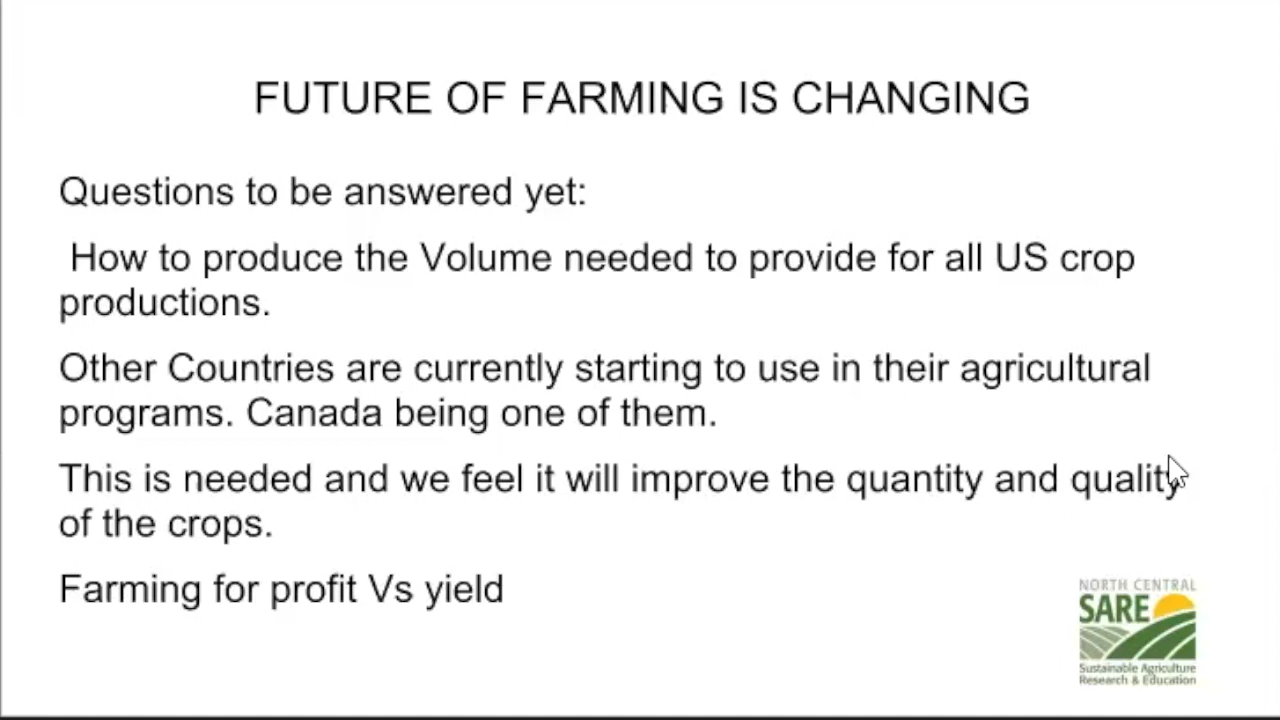 FUTURE OF FARMING IS CHANGING
Questions to be answered yet:
How to produce the Volume needed to provide for all US crop
productions.
Other Countries are currently starting to use in their agricultural
programs. Canada being one of them.
This is needed and we feel it will improve the quantity and quality
of the crops.
Farming for profit Vs yield
NORTH CENTRAL
SARE
Sustainable Agriculture
Research & Education